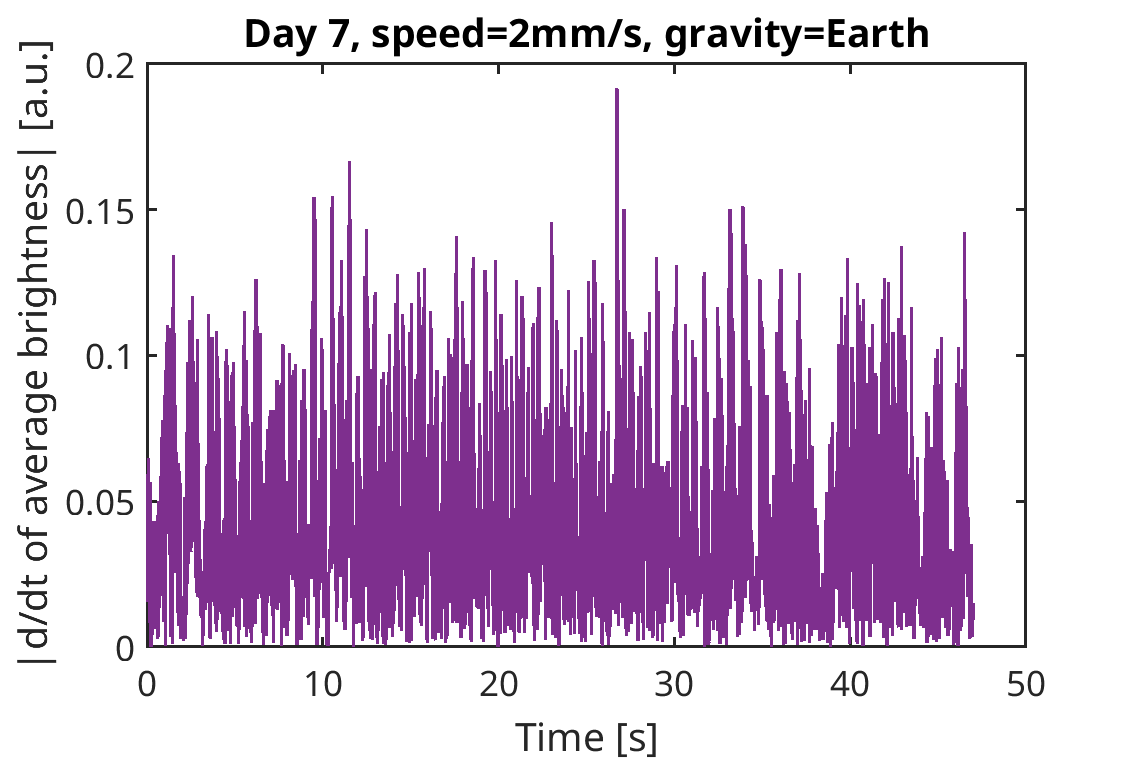 Day 7, speed=2mm/s, gravity=Earth
|d/dt of average brightness| [a.u.]
0.2
0.15
0.1
0.05
0
0 10 20 30 40 50
Time [s]